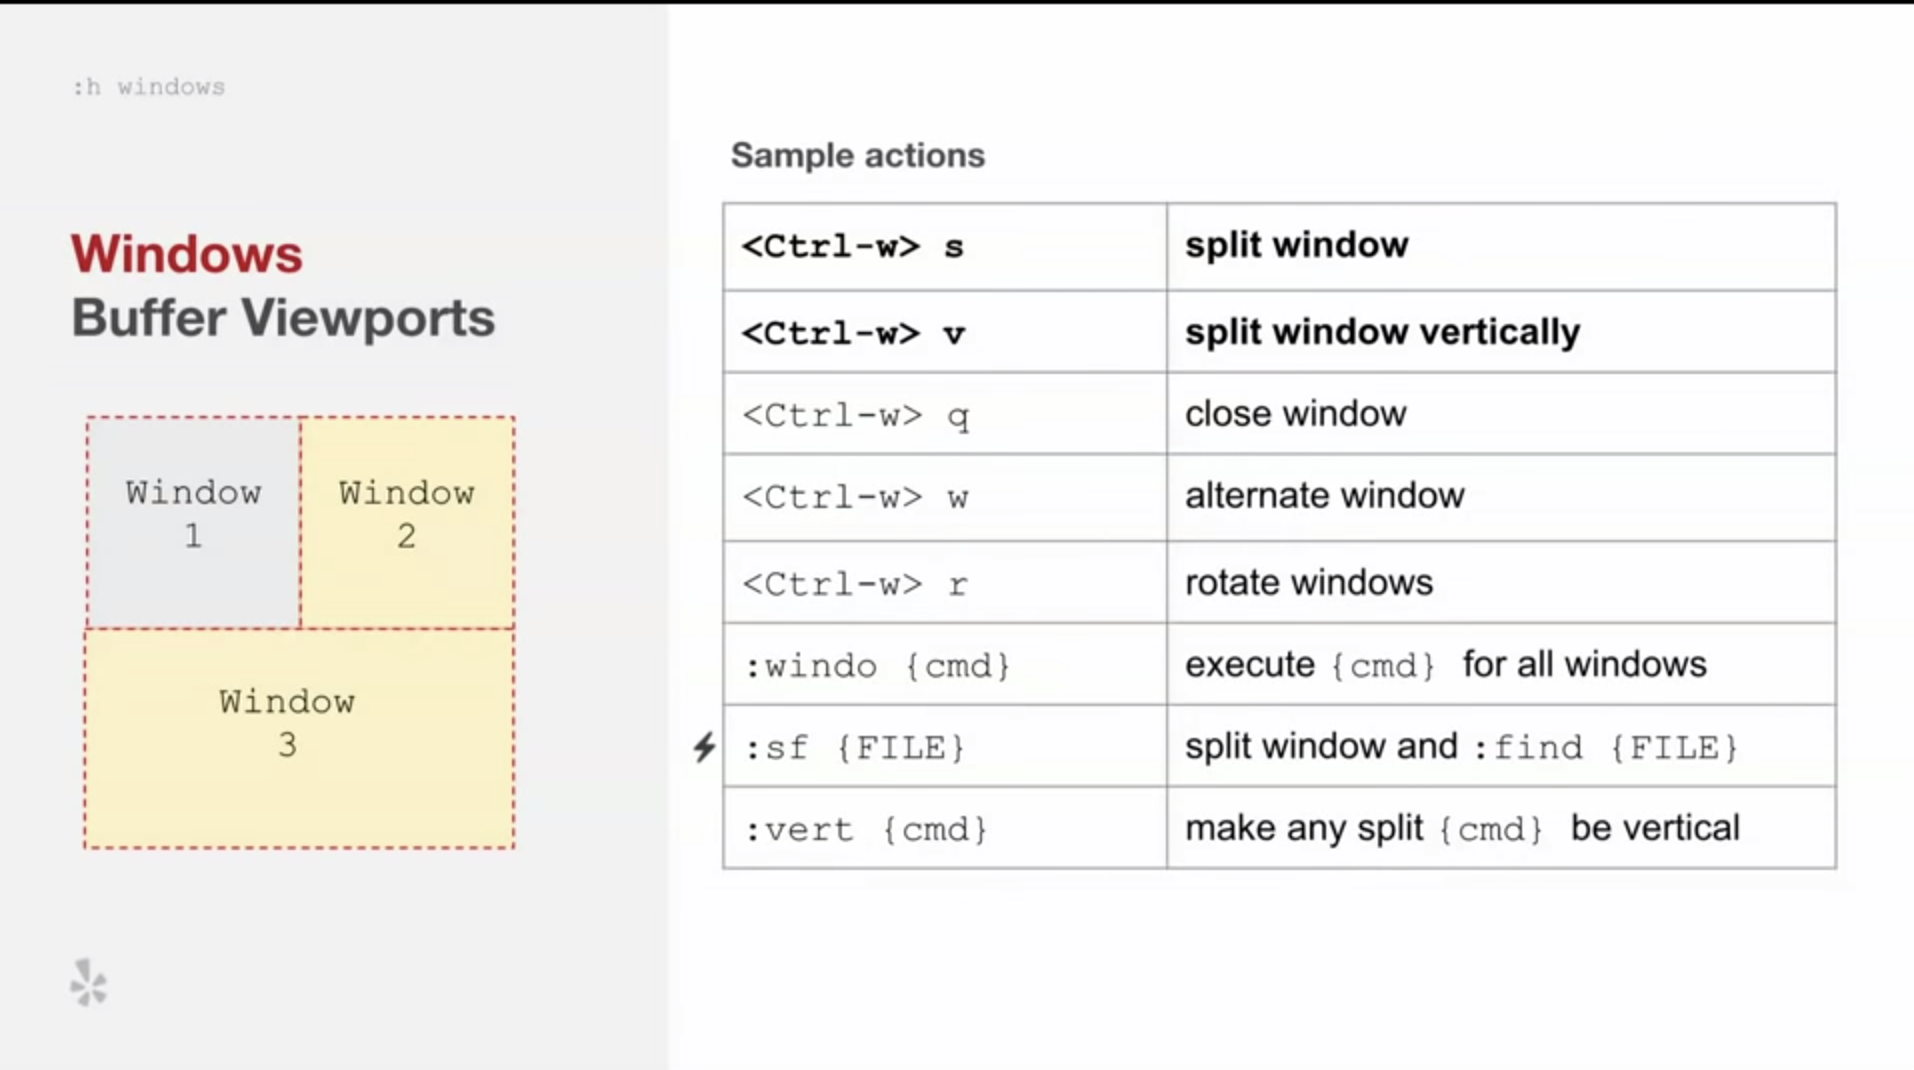 :h windows
Windows
Buffer Viewports
Window
1
Window
2
Window
3
Sample actions
<Ctrl-w> s
split window
<Ctrl-w> v
split window vertically
<Ctrl-w> q
close window
<Ctrl-w> w
alternate window
<Ctrl-w> r
rotate windows
:windo {cmd}
execute {cmd} for all windows
:sf {FILE}
split window and :find {FILE}
:vert {cmd}
make any split {cmd} be vertical